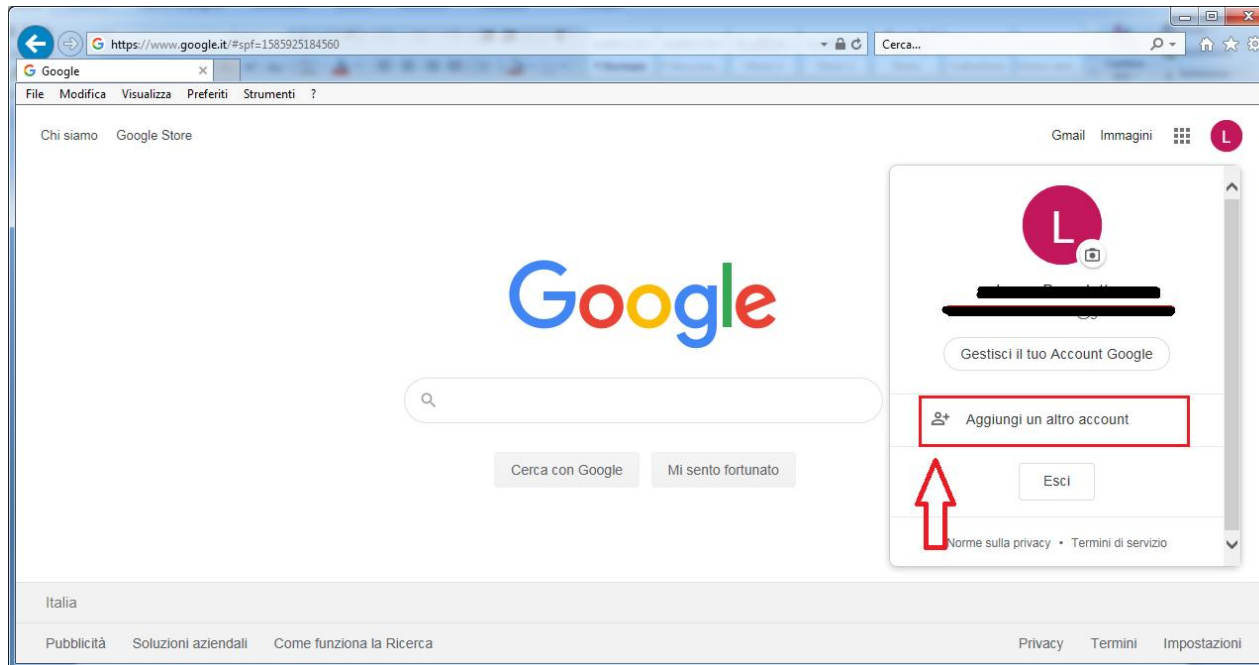 https://www.google.it/#spf=1585925184560
Cerca...
Google
File Modifica Visualizza Preferiti Strumenti ?
Chi siamo Google Store
Gmail Immagini L
L
Google
Gestisci il tuo Account Google
Aggiungi un altro account
Cerca con Google Mi sento fortunato
Esci
Norme sulla privacy • Termini di servizio
Italia
Pubblicità Soluzioni aziendali Come funziona la Ricerca
Privacy Termini Impostazioni